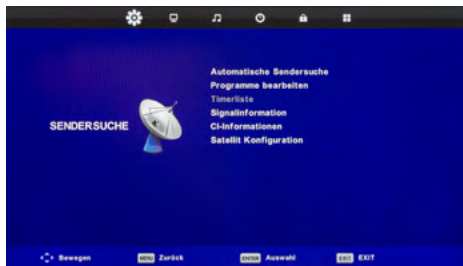 Automatische Sendersuche
Programme bearbeiten
Timerliste
Signalinformation
CI-Informationen
Satellit Konfiguration
SENDERSUCHE
Bewegen
MENU Zurück
ENTER Auswahl
EXIT EXIT